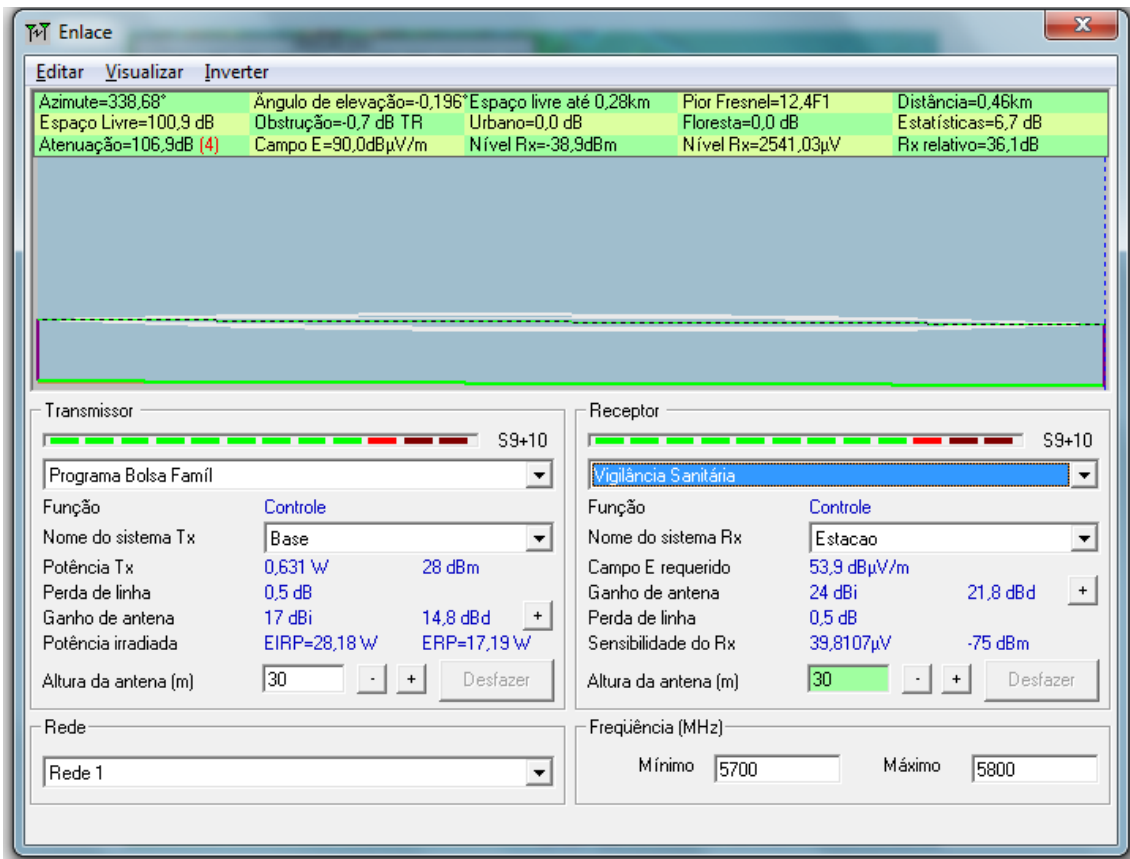 Enlace
Editar Visualizar Inverter
Azimute=338,68° Ângulo de elevação=-0,196° Espaço livre até 0,28km Pior Fresnel=12,4F1 Distância=0,46km
Espaço Livre=100,9 dB Obstrução=-0,7 dB TR Urbano=0,0 dB Floresta=0,0 dB Estatísticas=6,7 dB
Atenuação=106,9dB (4) Campo E=90,0dBµV/m Nível Rx=-38,9dBm Nível Rx=2541,03µV Rx relativo=36,1dB
Transmissor
S9+10
Programa Bolsa Famíl
Função Controle
Nome do sistema Tx Base
Potência Tx 0,631 W 28 dBm
Perda de linha 0,5 dB
Ganho de antena 17 dBi 14,8 dBd +
Potência irradiada EIRP=28,18 W ERP=17,19 W
Altura da antena (m) 30 - + Desfazer
Rede
Rede 1
Receptor
S9+10
Vigilância Sanitária
Função Controle
Nome do sistema Rx Estacao
Campo E requerido 53,9 dBµV/m
Ganho de antena 24 dBi 21,8 dBd +
Perda de linha 0,5 dB
Sensibilidade do Rx 39,8107µV -75 dBm
Altura da antena (m) 30 - + Desfazer
Freqüência (MHz)
Mínimo 5700 Máximo 5800